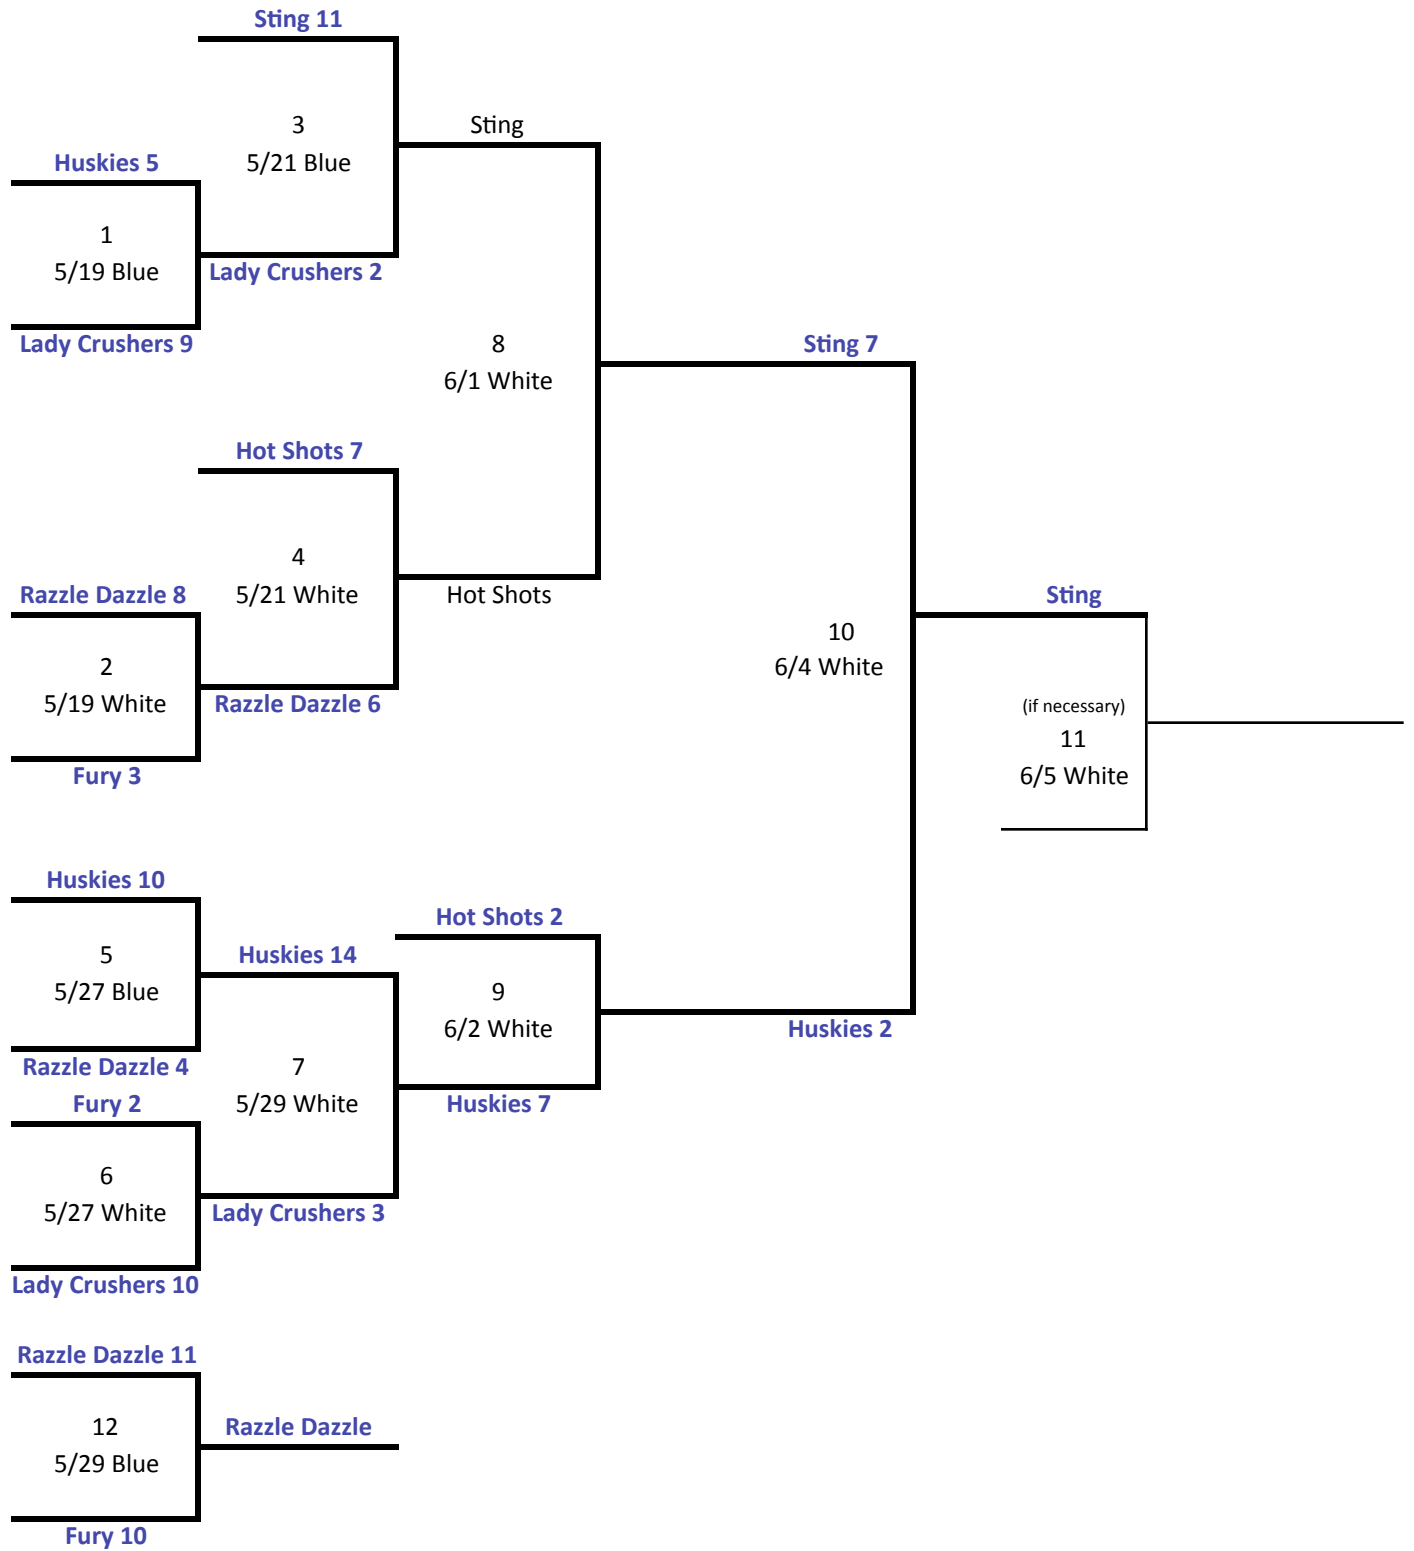 Sting 11
3
5/21 Blue
Sting
Huskies 5
1
5/19 Blue
Lady Crushers 2
Lady Crushers 9
8
6/1 White
Sting 7
Hot Shots 7
4
5/21 White
Hot Shots
Razzle Dazzle 8
2
5/19 White
Razzle Dazzle 6
Fury 3
10
6/4 White
Sting
(if necessary)
11
6/5 White
Huskies 10
5
5/27 Blue
Razzle Dazzle 4
Huskies 14
Hot Shots 2
9
6/2 White
Huskies 2
7
5/29 White
Huskies 7
Fury 2
6
5/27 White
Lady Crushers 3
Lady Crushers 10
Razzle Dazzle 11
12
5/29 Blue
Razzle Dazzle
Fury 10